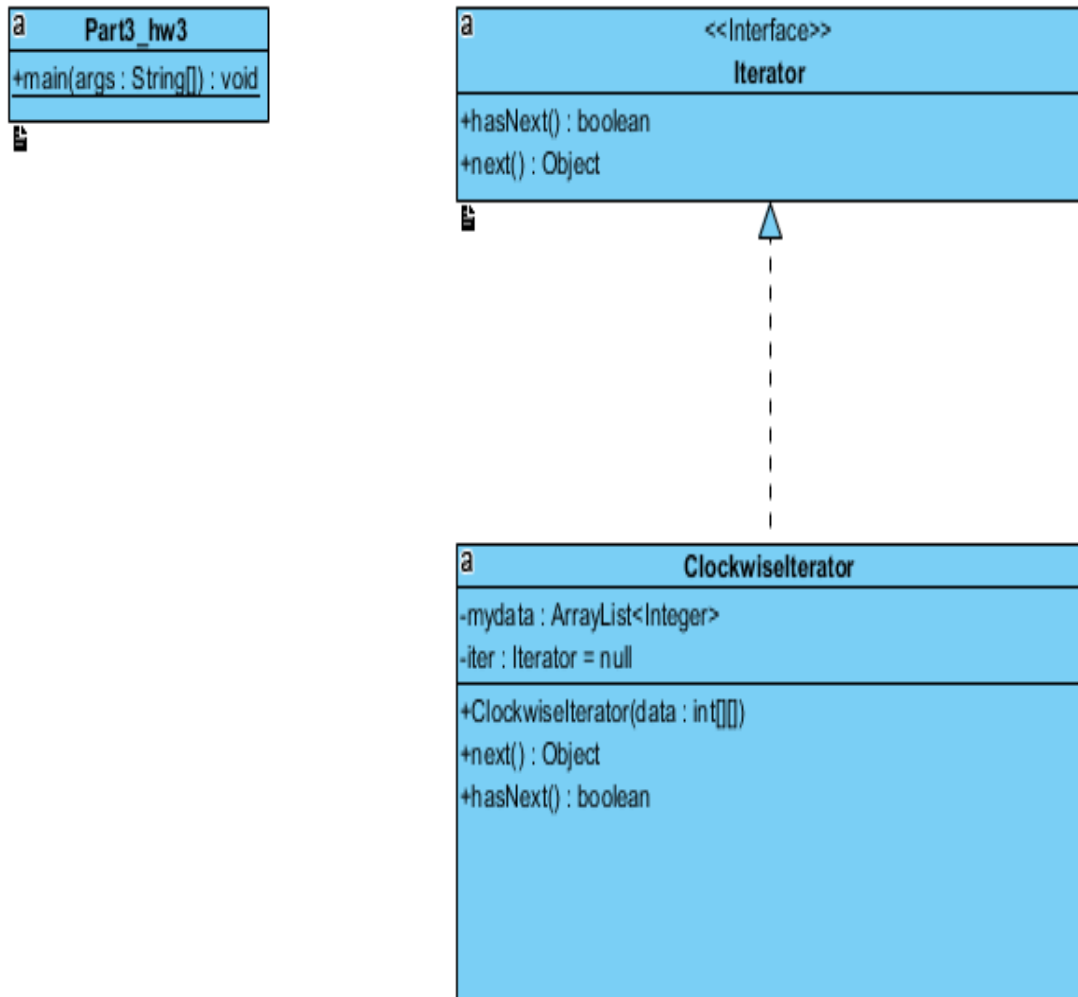 a
Part3_hw3
+main(args : String[]) : void
a
<<Interface>>
Iterator
+hasNext() : boolean
+next() : Object
a
ClockwiseIterator
-mydata : ArrayList<Integer>
-iter : Iterator = null
+ClockwiseIterator(data : int[][])
+next() : Object
+hasNext() : boolean